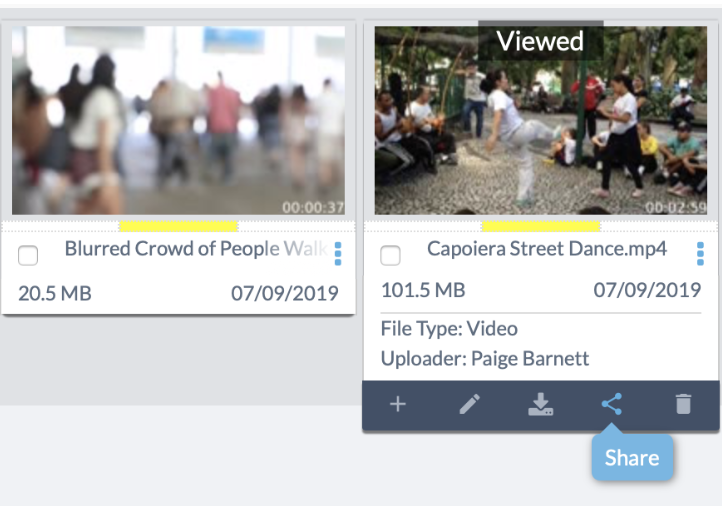 00:00:37
Blurred Crowd of People Walk
20.5 MB 07/09/2019
Viewed
00:02:59
Capoiera Street Dance.mp4
101.5 MB 07/09/2019
File Type: Video
Uploader: Paige Barnett
Share